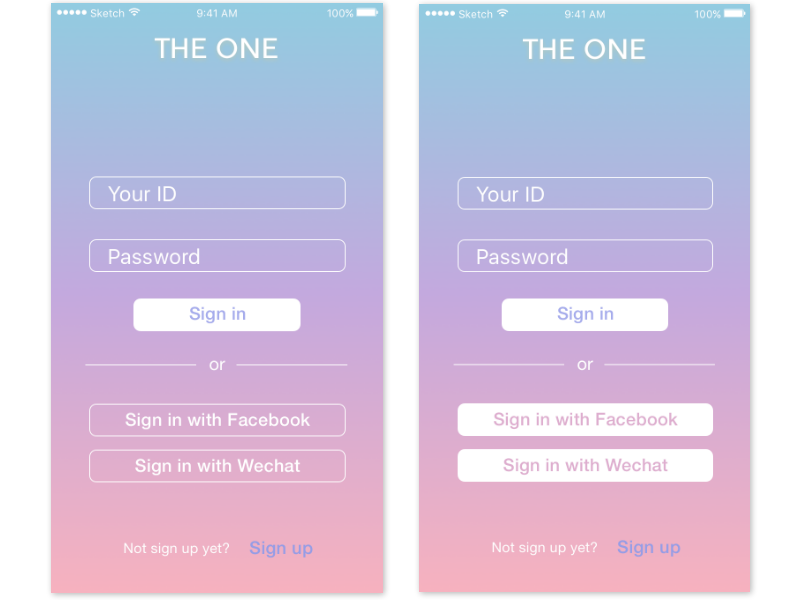 Sketch 9:41 AM 100%
THE ONE
Your ID
Password
Sign in
or
Sign in with Facebook
Sign in with Wechat
Not sign up yet? Sign up
Sketch 9:41 AM 100%
THE ONE
Your ID
Password
Sign in
or
Sign in with Facebook
Sign in with Wechat
Not sign up yet? Sign up